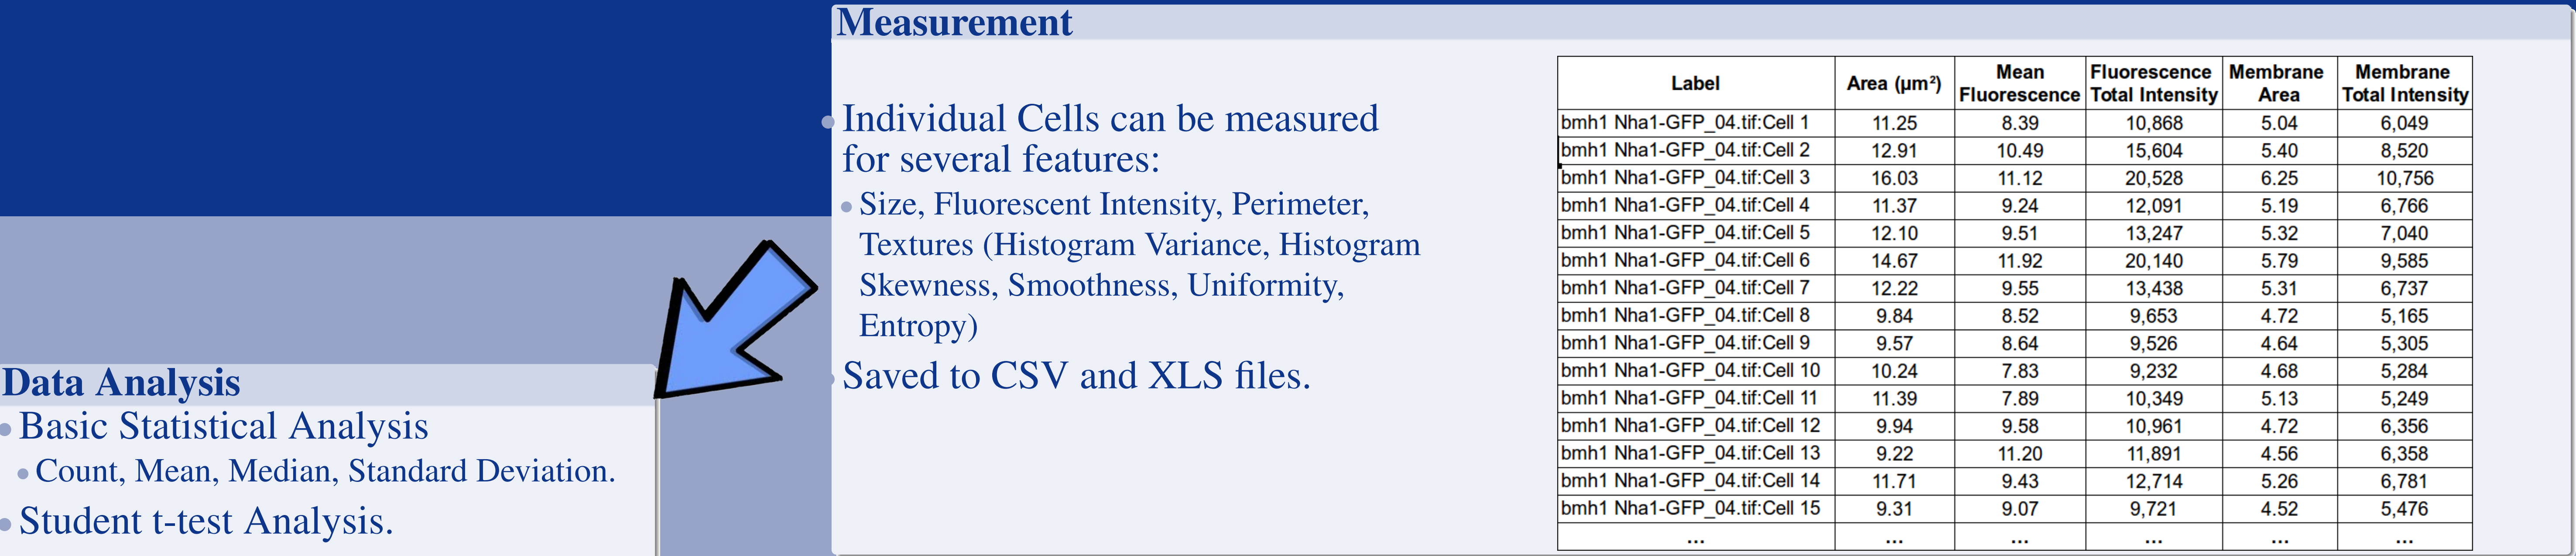 Measurement
Individual Cells can be measured
for several features:
Size, Fluorescent Intensity, Perimeter,
Textures (Histogram Variance, Histogram
Skewness, Smoothness, Uniformity,
Entropy)
Saved to CSV and XLS files.
Label Area (µm²) Mean Fluorescence Fluorescence Total Intensity Membrane Area Membrane Total Intensity
bmh1 Nha1-GFP_04.tif:Cell 1 11.25 8.39 10,868 5.04 6,049
bmh1 Nha1-GFP_04.tif:Cell 2 12.91 10.49 15,604 5.40 8,520
bmh1 Nha1-GFP_04.tif:Cell 3 16.03 11.12 20,528 6.25 10,756
bmh1 Nha1-GFP_04.tif:Cell 4 11.37 9.24 12,091 5.19 6,766
bmh1 Nha1-GFP_04.tif:Cell 5 12.10 9.51 13,247 5.32 7,040
bmh1 Nha1-GFP_04.tif:Cell 6 14.67 11.92 20,140 5.79 9,585
bmh1 Nha1-GFP_04.tif:Cell 7 12.22 9.55 13,438 5.31 6,737
bmh1 Nha1-GFP_04.tif:Cell 8 9.84 8.52 9,653 4.72 5,165
bmh1 Nha1-GFP_04.tif:Cell 9 9.57 8.64 9,526 4.64 5,305
bmh1 Nha1-GFP_04.tif:Cell 10 10.24 7.83 9,232 4.68 5,284
bmh1 Nha1-GFP_04.tif:Cell 11 11.39 7.89 10,349 5.13 5,249
bmh1 Nha1-GFP_04.tif:Cell 12 9.94 9.58 10,961 4.72 6,356
bmh1 Nha1-GFP_04.tif:Cell 13 9.22 11.20 11,891 4.56 6,358
bmh1 Nha1-GFP_04.tif:Cell 14 11.71 9.43 12,714 5.26 6,781
bmh1 Nha1-GFP_04.tif:Cell 15 9.31 9.07 9,721 4.52 5,476
... ... ... ... ... ...
Data Analysis
Basic Statistical Analysis
Count, Mean, Median, Standard Deviation.
Student t-test Analysis.